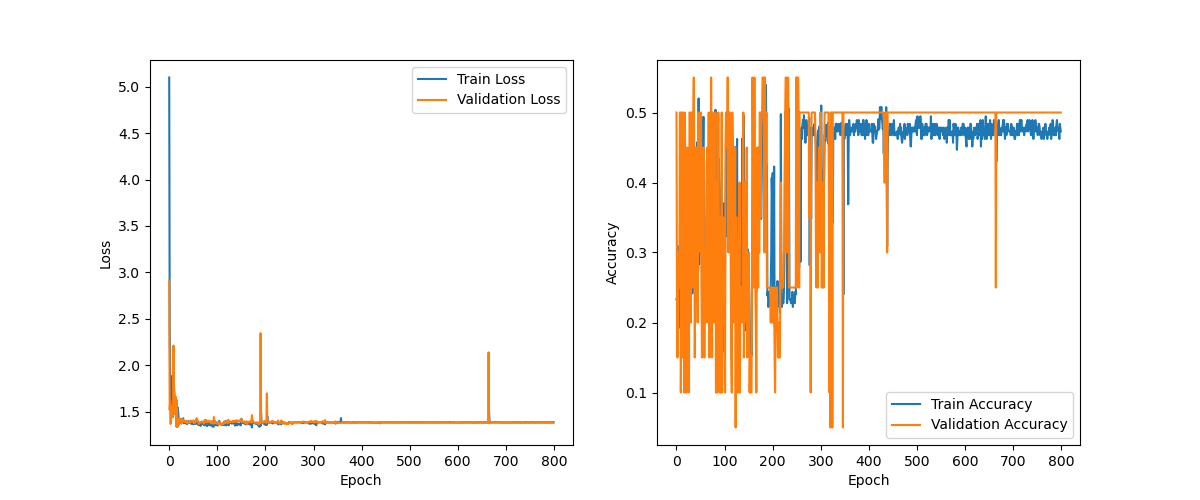 5.0
4.5
4.0
3.5
3.0
2.5
2.0
1.5
0 100 200 300 400 500 600 700 800
Loss
Epoch
Train Loss
Validation Loss
0.5
0.4
0.3
0.2
0.1
0 100 200 300 400 500 600 700 800
Accuracy
Epoch
Train Accuracy
Validation Accuracy